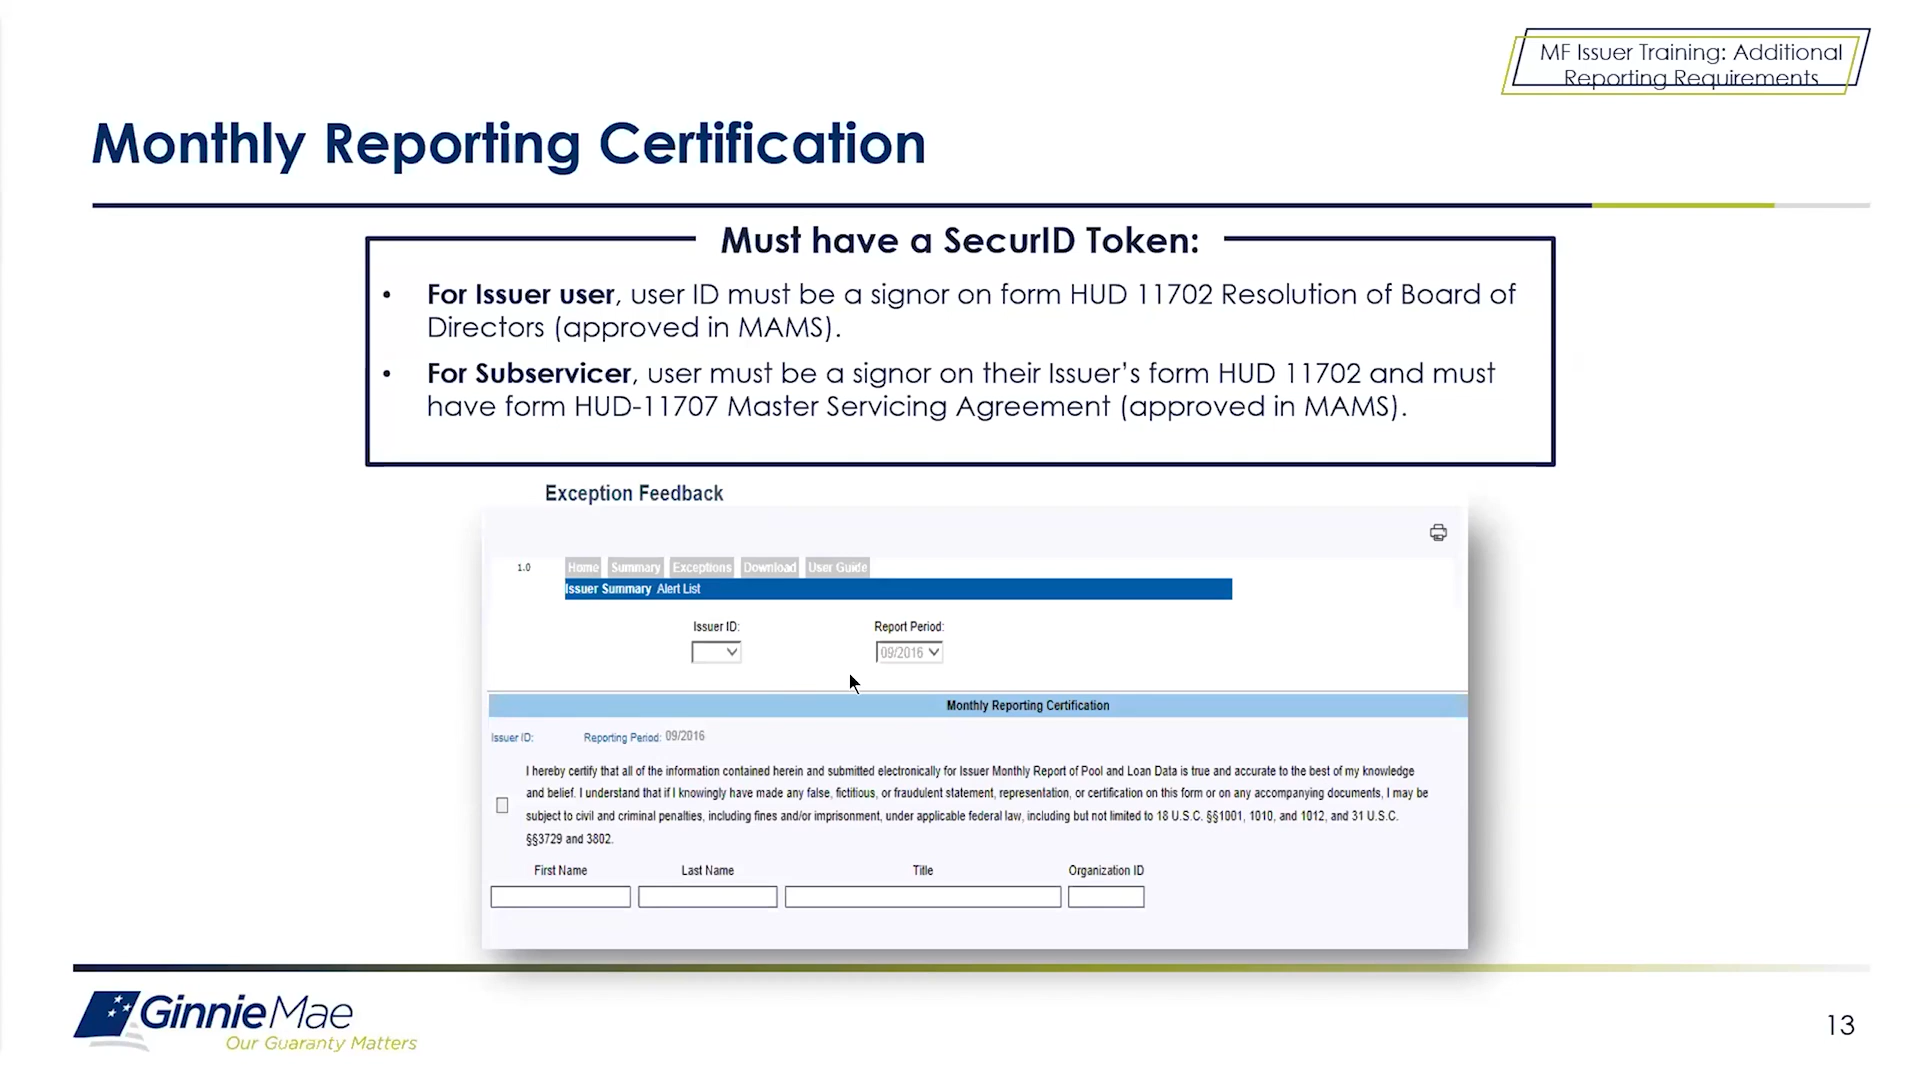 MF Issuer Training: Additional
Reporting Requirements
Monthly Reporting Certification
Must have a SecurID Token:
• For Issuer user, user ID must be a signor on form HUD 11702 Resolution of Board of
Directors (approved in MAMS).
• For Subservicer, user must be a signor on their Issuer’s form HUD 11702 and must
have form HUD-11707 Master Servicing Agreement (approved in MAMS).
Exception Feedback
1.0 Home Summary Exceptions Download User Guide
Issuer Summary Alert List
Issuer ID: Report Period:
09/2016
Monthly Reporting Certification
Issuer ID: Reporting Period: 09/2016
I hereby certify that all of the information contained herein and submitted electronically for Issuer Monthly Report of Pool and Loan Data is true and accurate to the best of my knowledge
and belief. I understand that if I knowingly have made any false, fictitious, or fraudulent statement, representation, or certification on this form or on any accompanying documents, I may be
subject to civil and criminal penalties, including fines and/or imprisonment, under applicable federal law, including but not limited to 18 U.S.C. §§1001, 1010, and 1012, and 31 U.S.C.
§§3729 and 3802.
First Name Last Name Title Organization ID
GinnieMae
Our Guaranty Matters
13